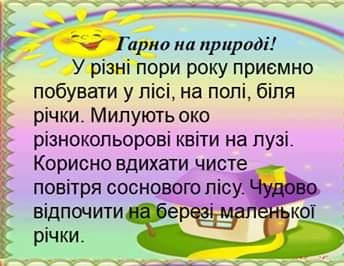 Гарно на природі!
У різні пори року приємно
побувати у лісі, на полі, біля
річки. Милують око
різнокольорові квіти на лузі.
Корисно вдихати чисте
повітря соснового лісу. Чудово
відпочити на березі маленької
річки.